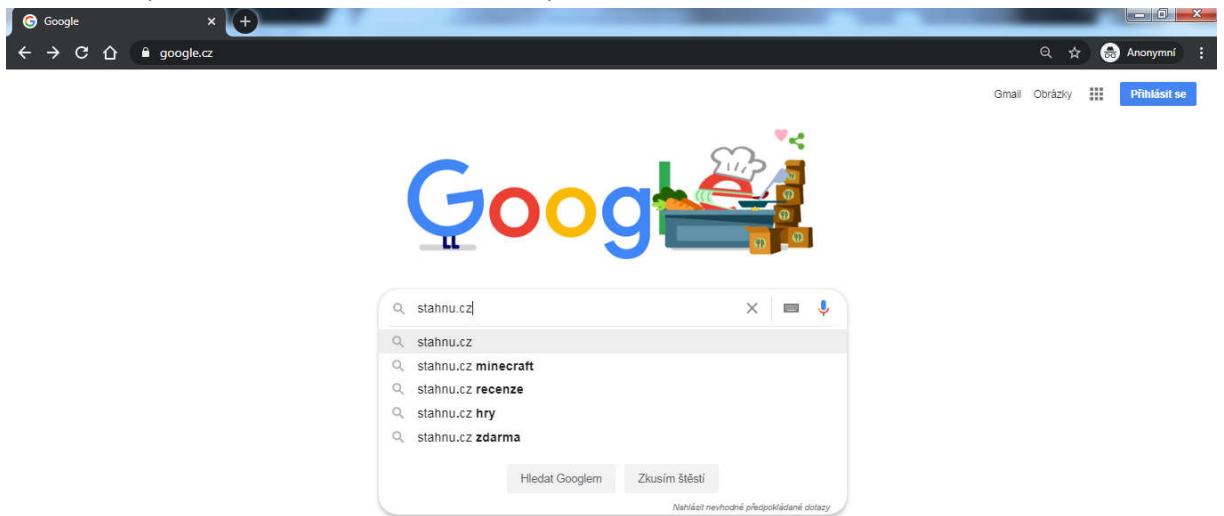 Google
google.cz
Anonymní
Gmail Obrázky Přihlásit se
Google
stahnu.cz
stahnu.cz
stahnu.cz minecraft
stahnu.cz recenze
stahnu.cz hry
stahnu.cz zdarma
Hledat Googlem Zkusím štěstí
Nahlásit nevhodné předpokládané dotazy